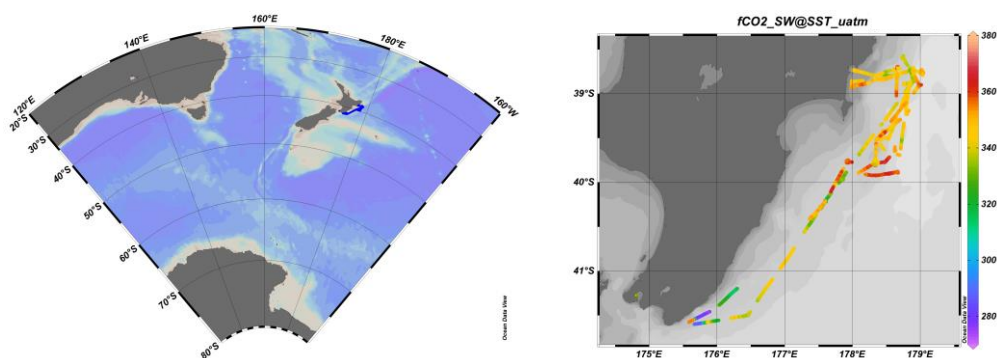 120°E
140°E
160°E
180°E
160°W
20°S
30°S
40°S
50°S
60°S
70°S
80°S
Ocean Data View
fCO2_SW@SST_uatm
39°S
40°S
41°S
175°E
176°E
177°E
178°E
179°E
Ocean Data View
380
360
340
320
300
280